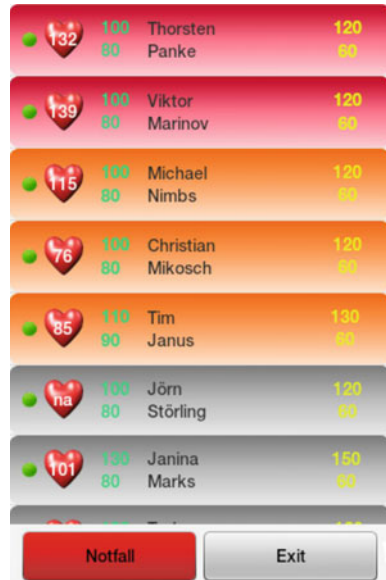 132 100 Thorsten 120
80 Panke 60
139 100 Viktor 120
80 Marinov 60
115 100 Michael 120
80 Nimbs 60
76 100 Christian 120
80 Mikosch 60
85 110 Tim 130
90 Janus 60
na 100 Jörn 120
80 Störling 60
101 130 Janina 150
80 Marks 60
Notfall Exit